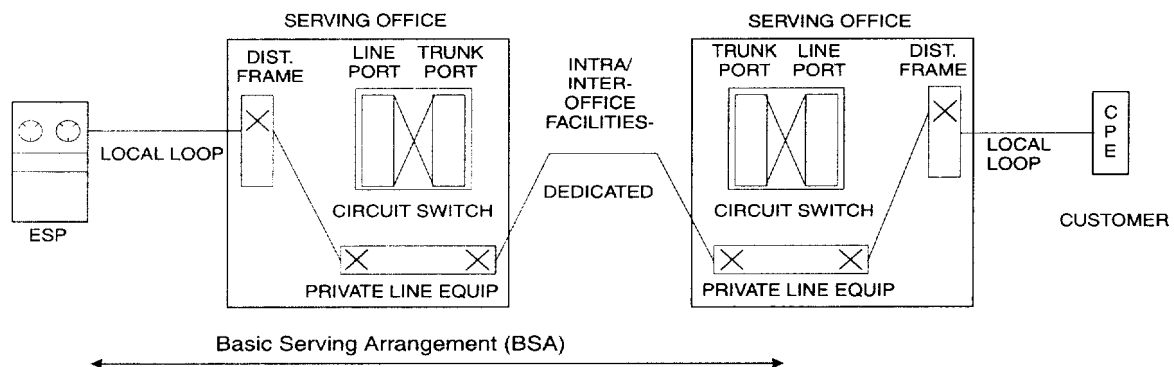 SERVING OFFICE
DIST.
FRAME
LINE
PORT
TRUNK
PORT
LOCAL LOOP
ESP
CIRCUIT SWITCH
PRIVATE LINE EQUIP
INTRA/
INTER-
OFFICE
FACILITIES-
DEDICATED
SERVING OFFICE
TRUNK
PORT
LINE
PORT
DIST.
FRAME
CIRCUIT SWITCH
PRIVATE LINE EQUIP
LOCAL
LOOP
C
P
E
CUSTOMER
Basic Serving Arrangement (BSA)